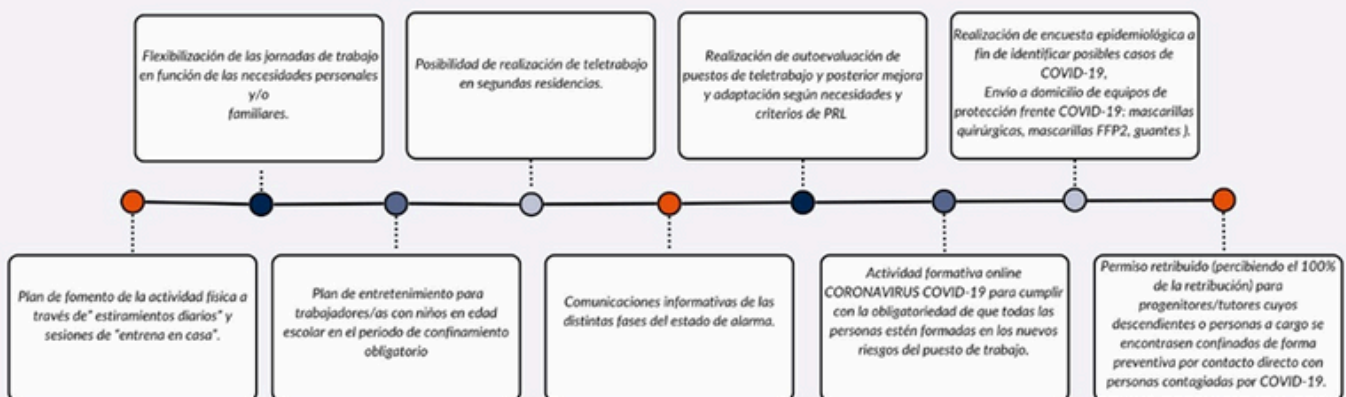 Flexibilización de las jornadas de trabajo
en función de las necesidades personales
y/o
familiares.
Posibilidad de realización de teletrabajo
en segundas residencias.
Realización de autoevaluación de
puestos de teletrabajo y posterior mejora
y adaptación según necesidades y
criterios de PRL
Realización de encuesta epidemiológica a
fin de identificar posibles casos de
COVID-19,
Envío a domicilio de equipos de
protección frente COVID-19: mascarillas
quirúrgicas, mascarillas FFP2, guantes ).
Plan de fomento de la actividad física a
través de" estiramientos diarios" y
sesiones de "entrena en casa".
Plan de entretenimiento para
trabajadores/as con niños en edad
escolar en el periodo de confinamiento
obligatorio
Comunicaciones informativas de las
distintas fases del estado de alarma.
Actividad formativa online
CORONAVIRUS COVID-19 para cumplir
con la obligatoriedad de que todas las
personas estén formadas en los nuevos
riesgos del puesto de trabajo.
Permiso retribuido (percibiendo el 100%
de la retribución) para
progenitores/tutores cuyos
descendientes o personas a cargo se
encontrasen confinados de forma
preventiva por contacto directo con
personas contagiadas por COVID-19.